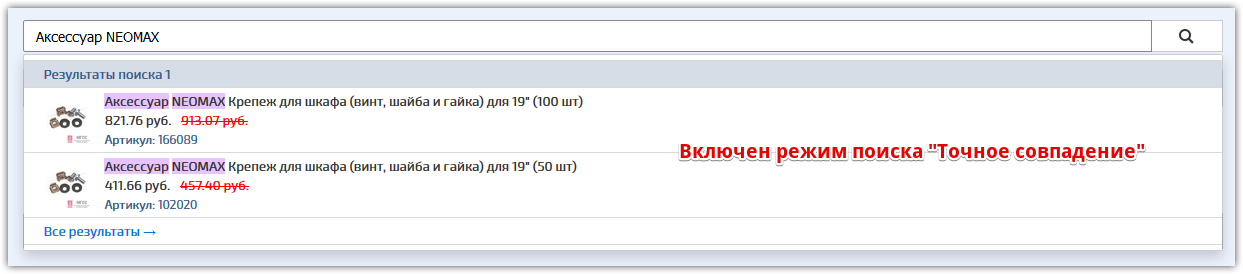 Аксессуар NEOMAX
Результаты поиска 1
Аксессуар NEOMAX Крепеж для шкафа (винт, шайба и гайка) для 19" (100 шт)
821.76 руб. 913.07 руб.
Артикул: 166089
Включен режим поиска "Точное совпадение"
Аксессуар NEOMAX Крепеж для шкафа (винт, шайба и гайка) для 19" (50 шт)
411.66 руб. 457.40 руб.
Артикул: 102020
Все результаты →